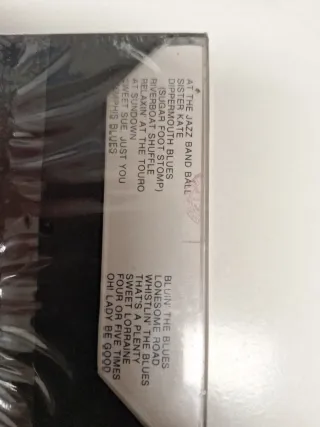 AT THE JAZZ BAND BALL
SISTER KATE
DIPPERMOUTH BLUES
(SUGAR FOOT STOMP)
RIVERBOAT SHUFFLE
RELAXIN' AT THE TOURO
AT SUNDOWN
SWEET SUE, JUST YOU
BLUES
BLUIN' THE BLUES
LONESOME ROAD
WHISTLIN' THE BLUES
THAT'S A PLENTY
SWEET LORRAINE
FOUR OR FIVE TIMES
OH! LADY BE GOOD